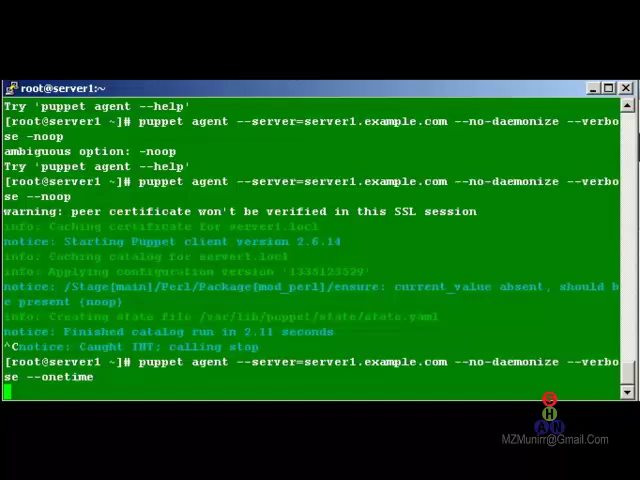 root@server1:~
Try 'puppet agent --help'
[root@server1 ~]# puppet agent --server=server1.example.com --no-daemonize --verbo
se -noop
ambiguous option: -noop
Try 'puppet agent --help'
[root@server1 ~]# puppet agent --server=server1.example.com --no-daemonize --verbo
se --noop
warning: peer certificate won't be verified in this SSL session
info: Caching certificate for server1.locl
notice: Starting Puppet client version 2.6.14
info: Caching catalog for server1.locl
info: Applying configuration version '1335123529'
notice: /Stage[main]/Perl/Package[mod_perl]/ensure: current_value absent, should b
e present (noop)
info: Creating state file /var/lib/puppet/state/state.yaml
notice: Finished catalog run in 2.11 seconds
^Cnotice: Caught INT; calling stop
[root@server1 ~]# puppet agent --server=server1.example.com --no-daemonize --verbo
se --onetime
G
H
A N
MZMunirr@Gmail.Com